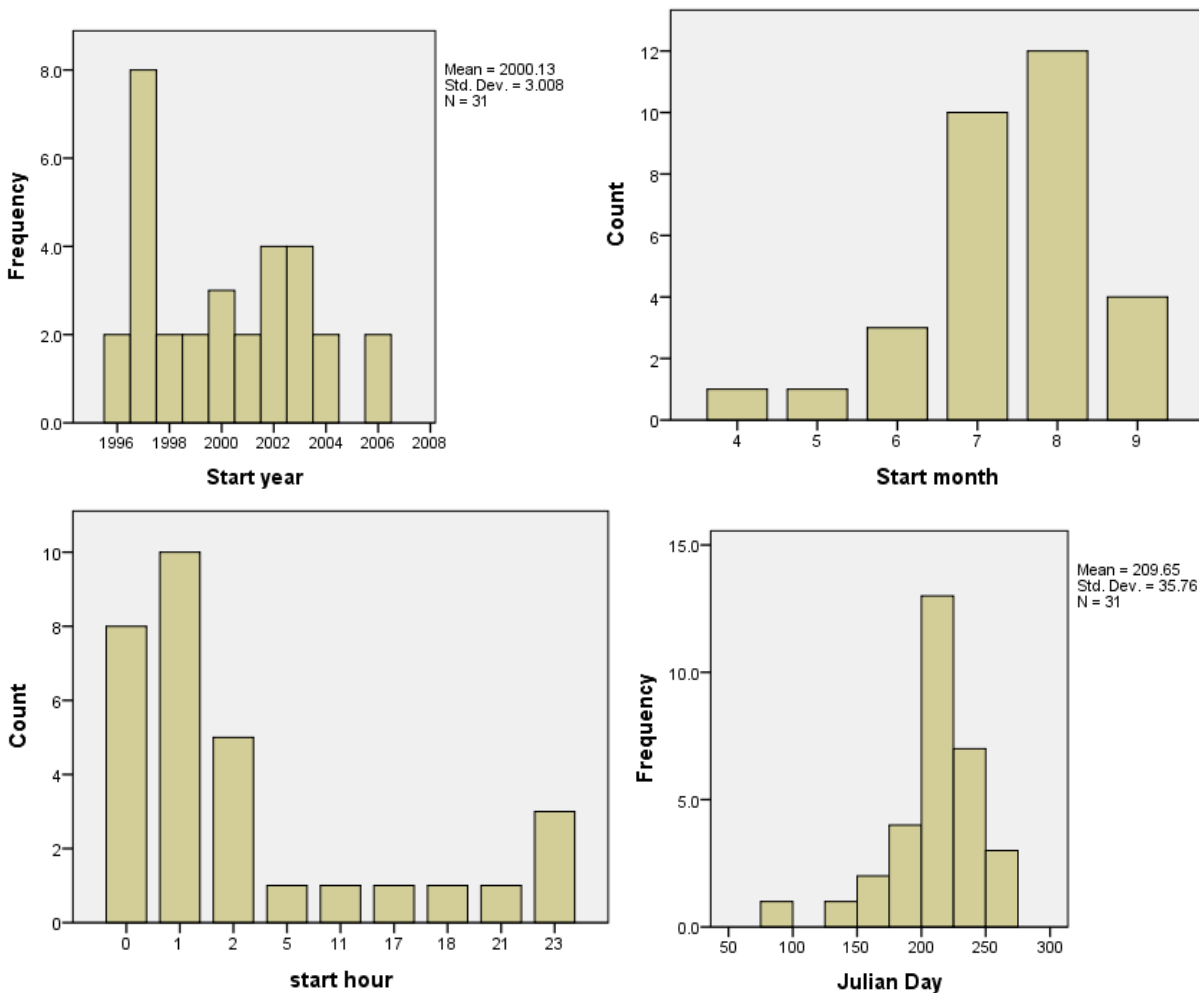 8.0
6.0
4.0
2.0
0.0
Frequency
1996 1998 2000 2002 2004 2006 2008
Start year
Mean = 2000.13
Std. Dev. = 3.008
N = 31
12
10
8
6
4
2
0
Count
4 5 6 7 8 9
Start month
10
8
6
4
2
0
Count
0 1 2 5 11 17 18 21 23
start hour
15.0
10.0
5.0
0.0
Frequency
50 100 150 200 250 300
Julian Day
Mean = 209.65
Std. Dev. = 35.76
N = 31